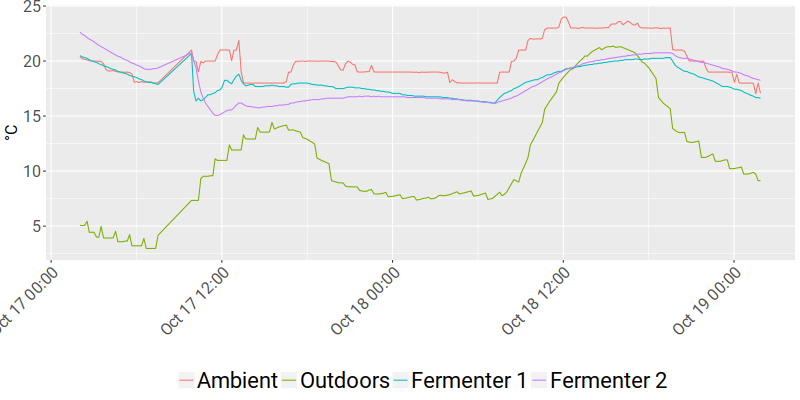 25
20
15
10
5
°C
Oct 17 00:00
Oct 17 12:00
Oct 18 00:00
Oct 18 12:00
Oct 19 00:00
Ambient Outdoors Fermenter 1 Fermenter 2